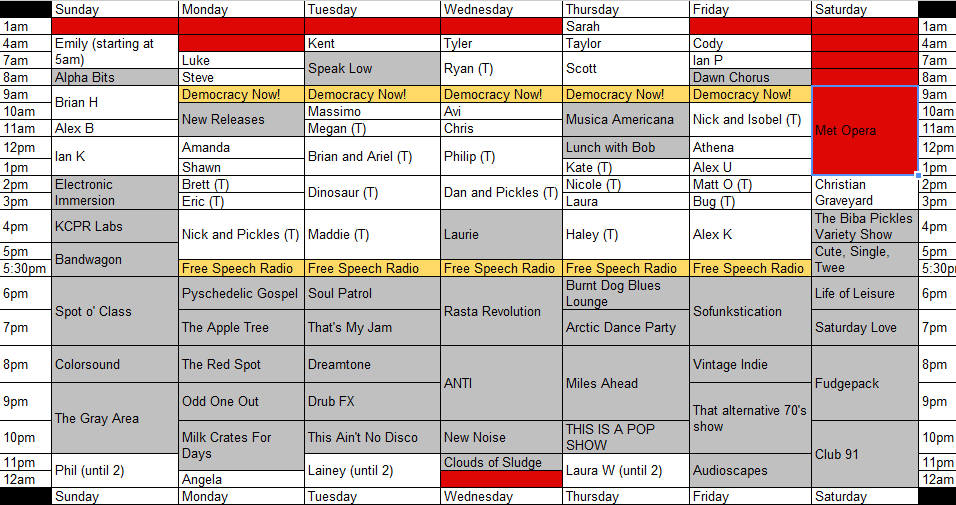 Sunday Monday Tuesday Wednesday Thursday Friday Saturday
1am Sarah 1am
4am Emily (starting at Kent Tyler Taylor Cody 4am
7am 5am) Luke Speak Low Ryan (T) Scott Ian P 7am
8am Alpha Bits Steve Dawn Chorus 8am
9am Brian H Democracy Now! Democracy Now! Democracy Now! Democracy Now! Democracy Now! 9am
10am New Releases Massimo Avi Musica Americana Nick and Isobel (T) Met Opera 10am
11am Alex B Megan (T) Chris 11am
12pm Ian K Amanda Brian and Ariel (T) Philip (T) Lunch with Bob Athena 12pm
1pm Shawn Kate (T) Alex U 1pm
2pm Electronic Brett (T) Dinosaur (T) Dan and Pickles (T) Nicole (T) Matt O (T) Christian 2pm
3pm Immersion Eric (T) Laura Bug (T) Graveyard 3pm
4pm KCPR Labs Nick and Pickles (T) Maddie (T) Laurie Haley (T) Alex K The Biba Pickles 4pm
Variety Show
5pm Bandwagon Cute, Single, 5pm
5:30pm Free Speech Radio Free Speech Radio Free Speech Radio Free Speech Radio Free Speech Radio Twee 5:30p
6pm Spot o' Class Pyschedelic Gospel Soul Patrol Rasta Revolution Burnt Dog Blues Sofunkstication Life of Leisure 6pm
Lounge
7pm The Apple Tree That's My Jam Arctic Dance Party Saturday Love 7pm
8pm Colorsound The Red Spot Dreamtone ANTI Miles Ahead Vintage Indie Fudgepack 8pm
9pm The Gray Area Odd One Out Drub FX That alternative 70's 9pm
show
10pm Milk Crates For This Ain't No Disco New Noise THIS IS A POP Club 91 10pm
Days SHOW
11pm Phil (until 2) Lainey (until 2) Clouds of Sludge Laura W (until 2) Audioscapes 11pm
12am Angela 12am
Sunday Monday Tuesday Wednesday Thursday Friday Saturday